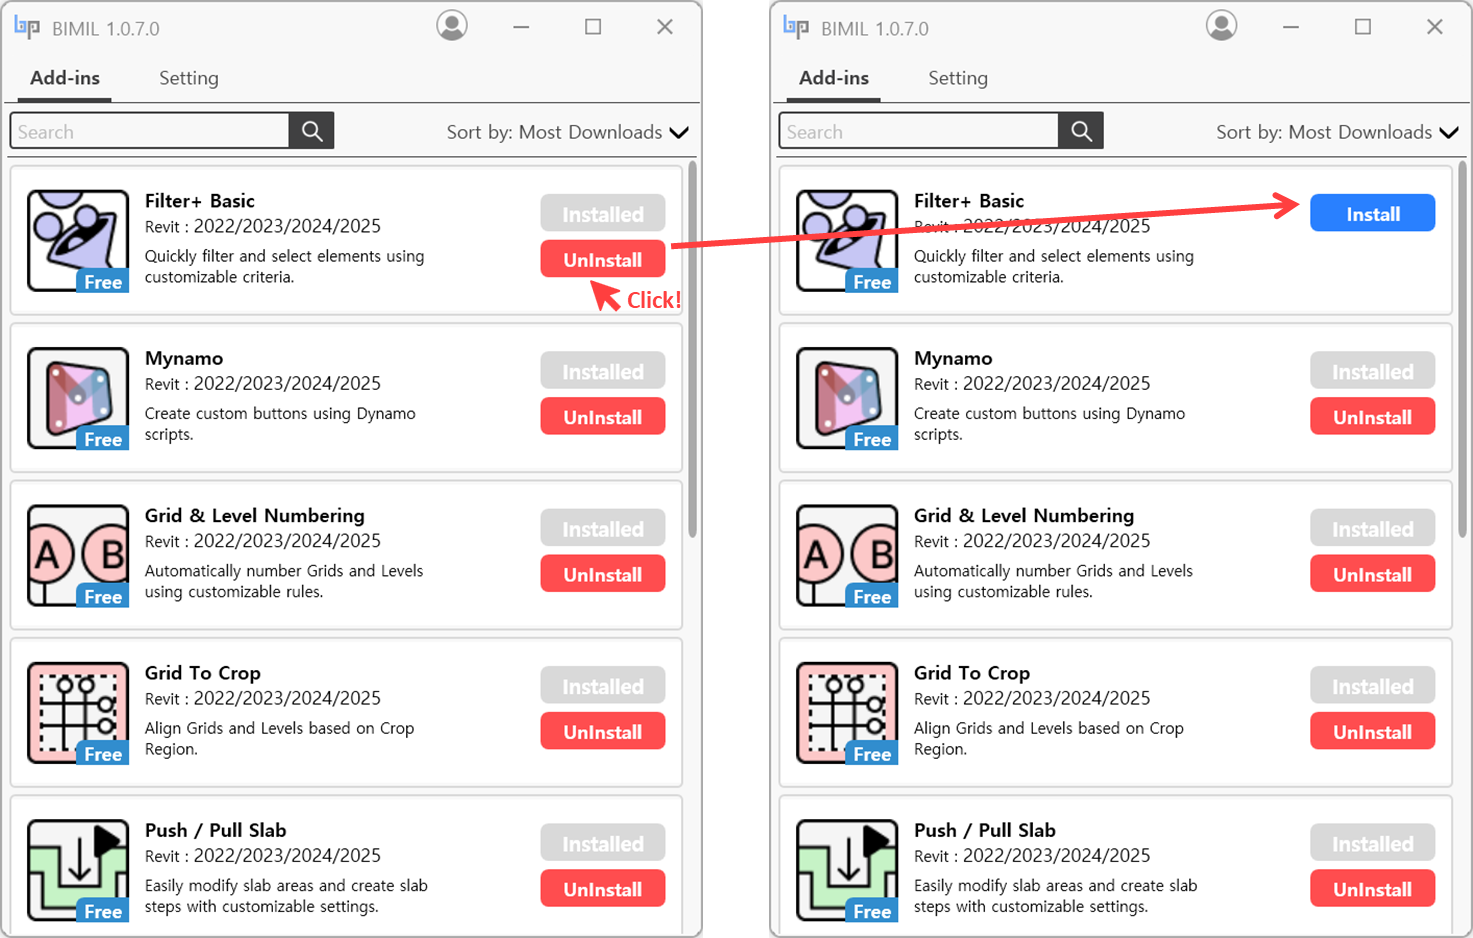 bp BIMIL 1.0.7.0
Add-ins Setting
Search Sort by: Most Downloads
Filter+ Basic
Revit : 2022/2023/2024/2025
Quickly filter and select elements using
customizable criteria.
Free
Installed
UnInstall
Click!
Mynamo
Revit : 2022/2023/2024/2025
Create custom buttons using Dynamo
scripts.
Free
Installed
UnInstall
A B
Grid & Level Numbering
Revit : 2022/2023/2024/2025
Automatically number Grids and Levels
using customizable rules.
Free
Installed
UnInstall
Grid To Crop
Revit : 2022/2023/2024/2025
Align Grids and Levels based on Crop
Region.
Free
Installed
UnInstall
Push / Pull Slab
Revit : 2022/2023/2024/2025
Easily modify slab areas and create slab
steps with customizable settings.
Free
Installed
UnInstall
bp BIMIL 1.0.7.0
Add-ins Setting
Search Sort by: Most Downloads
Filter+ Basic
Revit : 2022/2023/2024/2025
Quickly filter and select elements using
customizable criteria.
Free
Install
Mynamo
Revit : 2022/2023/2024/2025
Create custom buttons using Dynamo
scripts.
Free
Installed
UnInstall
A B
Grid & Level Numbering
Revit : 2022/2023/2024/2025
Automatically number Grids and Levels
using customizable rules.
Free
Installed
UnInstall
Grid To Crop
Revit : 2022/2023/2024/2025
Align Grids and Levels based on Crop
Region.
Free
Installed
UnInstall
Push / Pull Slab
Revit : 2022/2023/2024/2025
Easily modify slab areas and create slab
steps with customizable settings.
Free
Installed
UnInstall